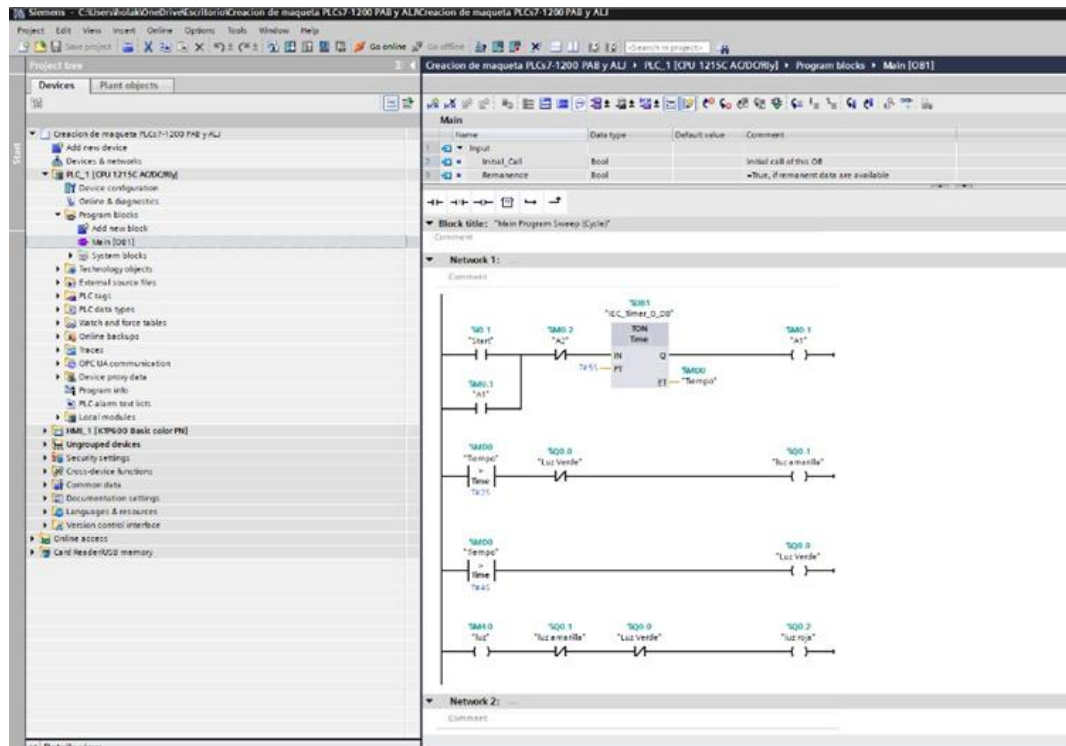 Siemens - C:\Users\holak\OneDrive\Escritorio\Creacion de maqueta PLCs7-1200 PAB y ALJ\Creacion de maqueta PLCs7-1200 PAB y ALJ
Project Edit View Insert Online Options Tools Window Help
Save project Go online Go offline <Search in project>
Project tree
Creacion de maqueta PLCs7-1200 PAB y ALJ PLC_1 [CPU 1215C AC/DC/Rly] Program blocks Main [OB1]
Devices Plant objects
Start
Creacion de maqueta PLCs7-1200 PAB y ALJ
Add new device
Devices & networks
PLC_1 [CPU 1215C AC/DC/Rly]
Device configuration
Online & diagnostics
Program blocks
Add new block
Main [OB1]
System blocks
Technology objects
External source files
PLC tags
PLC data types
Watch and force tables
Online backups
Traces
OPC UA communication
Device proxy data
Program info
PLC alarm text lists
Local modules
HMI_1 [KTP600 Basic color PN]
Ungrouped devices
Security settings
Cross-device functions
Common data
Documentation settings
Languages & resources
Version control interface
Online access
Card Reader/USB memory
Main
Name Data type Default value Comment
1 Input
2 Initial_Call Bool Initial call of this OB
3 Remanence Bool =True, if remanent data are available
Block title: "Main Program Sweep (Cycle)"
Comment
Network 1: ....
Comment
%DB1
"IEC_Timer_0_DB"
%I0.1 %M0.2 TON %M0.1
"Start" "A2" Time "A1"
IN Q
T#5S PT %MD0
ET "Tiempo"
"A1"
%MD0 %Q0.0 %Q0.1
"Tiempo" "Luz Verde" "luz amarilla"
>
Time
T#2S
%MD0 %Q0.0
"Tiempo" "Luz Verde"
>
Time
T#4S
%M4.0 %Q0.1 %Q0.0 %Q0.2
"luz" "luz amarilla" "Luz Verde" "luz roja"
Network 2: ....
Comment